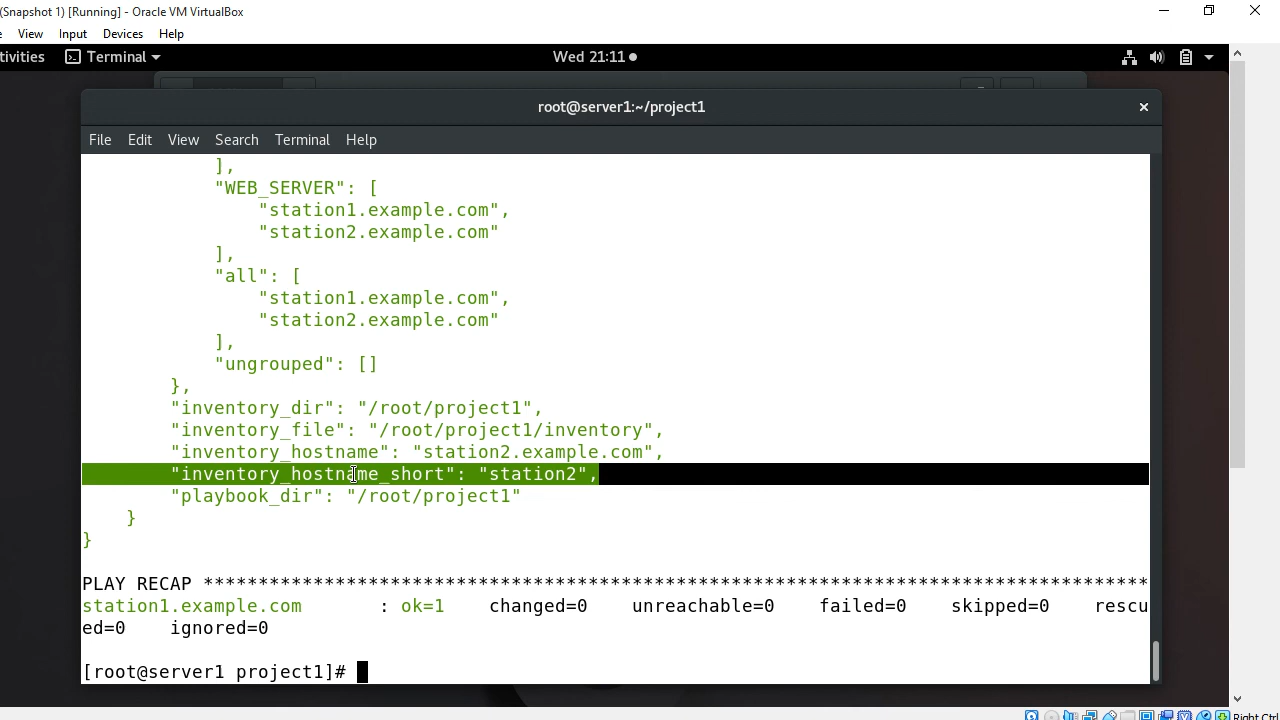 (Snapshot 1) [Running] - Oracle VM VirtualBox
View Input Devices Help
tivities Terminal Wed 21:11
root@server1:~/project1
File Edit View Search Terminal Help
],
"WEB_SERVER": [
"station1.example.com",
"station2.example.com"
],
"all": [
"station1.example.com",
"station2.example.com"
],
"ungrouped": []
},
"inventory_dir": "/root/project1",
"inventory_file": "/root/project1/inventory",
"inventory_hostname": "station2.example.com",
"inventory_hostname_short": "station2",
"playbook_dir": "/root/project1"
}
}
PLAY RECAP **************************************************************************************
station1.example.com : ok=1 changed=0 unreachable=0 failed=0 skipped=0 rescu
ed=0 ignored=0
[root@server1 project1]#
Right Ctrl